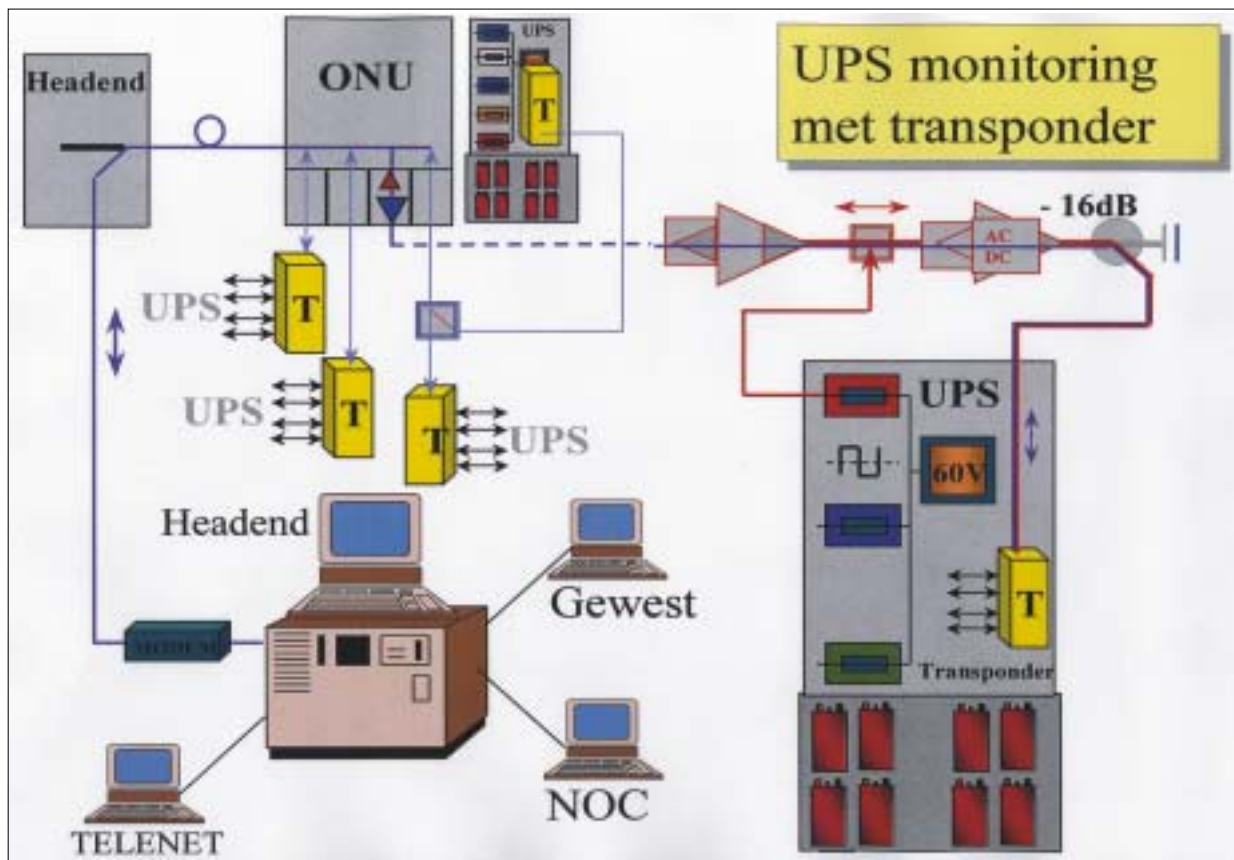 UPS monitoring
met transponder
Headend
ONU
UPS
T
- 16dB
AC
DC
UPS
T
UPS
T
T
UPS
UPS
60V
T
Transponder
Headend
Gewest
MODEM
NOC
TELENET